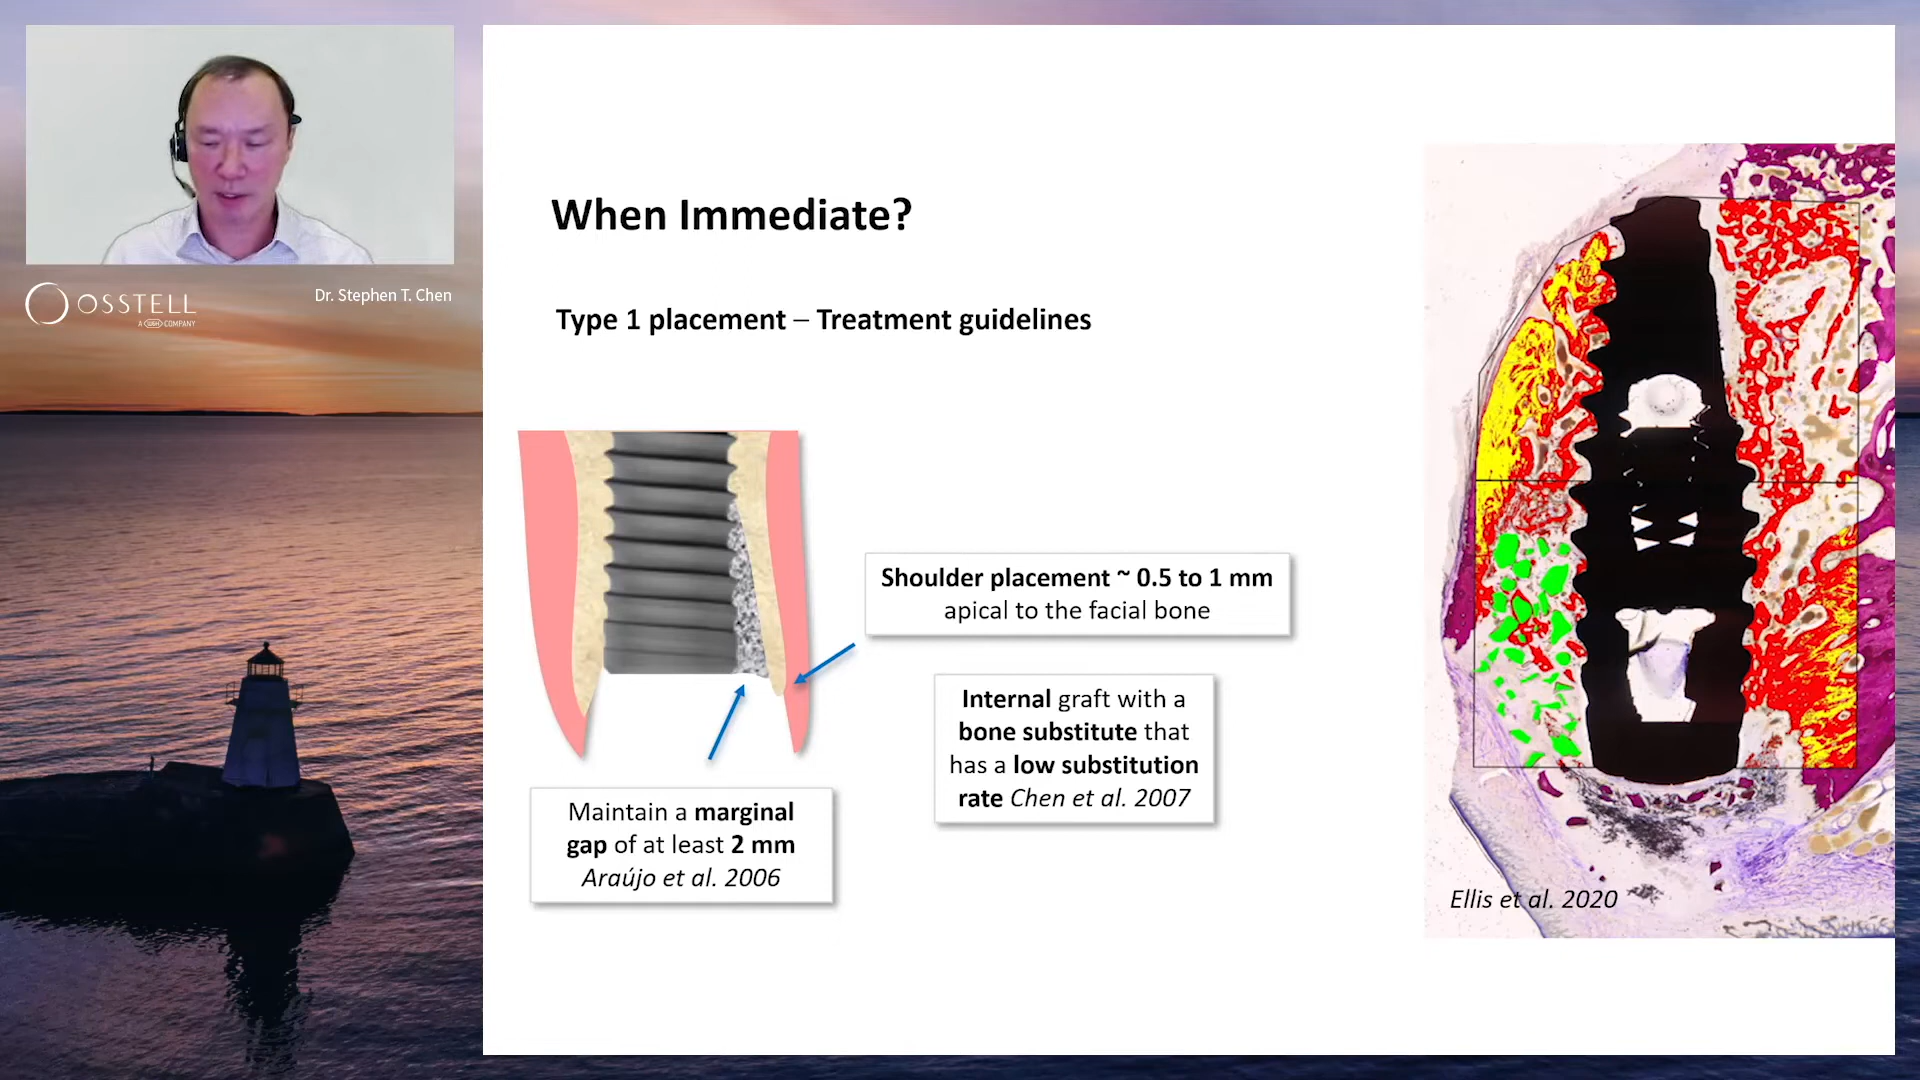 OSSTELL
A W&H COMPANY
Dr. Stephen T. Chen
When Immediate?
Type 1 placement – Treatment guidelines
Shoulder placement ~ 0.5 to 1 mm
apical to the facial bone
Internal graft with a
bone substitute that
has a low substitution
rate Chen et al. 2007
Maintain a marginal
gap of at least 2 mm
Araújo et al. 2006
Ellis et al. 2020